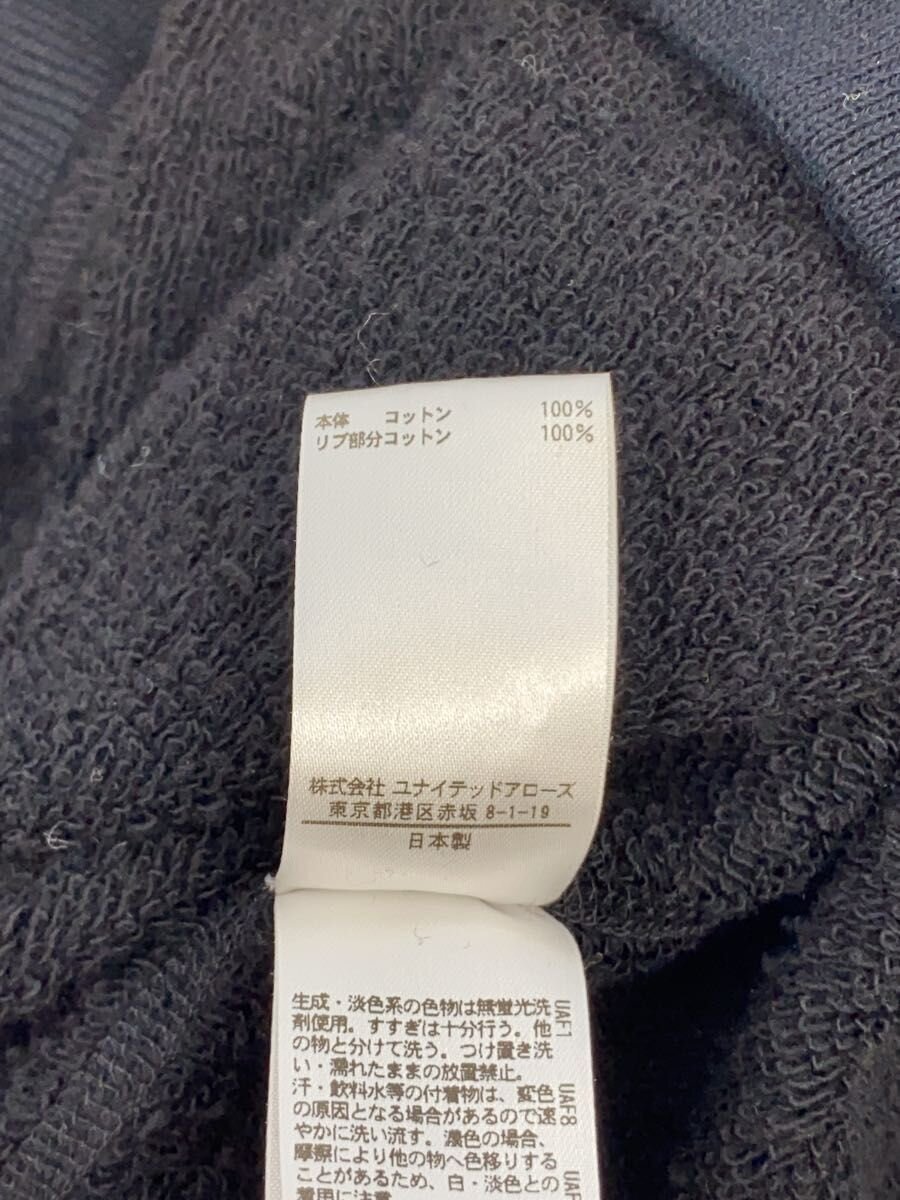 本体　コットン　100%
リブ部分コットン　100%
株式会社 ユナイテッドアローズ
東京都港区赤坂 8-1-19
日本製
生成・淡色系の色物は無蛍光洗
剤使用。すすぎは十分行う。他
の物と分けて洗う。つけ置き洗
い・濡れたままの放置禁止。
汗・飲料水等の付着物は、変色
の原因となる場合があるので速
やかに洗い流す。濃色の場合、
摩擦により他の物へ色移りする
ことがあるため、白・淡色との
着用に注意
UAF1
UAF8